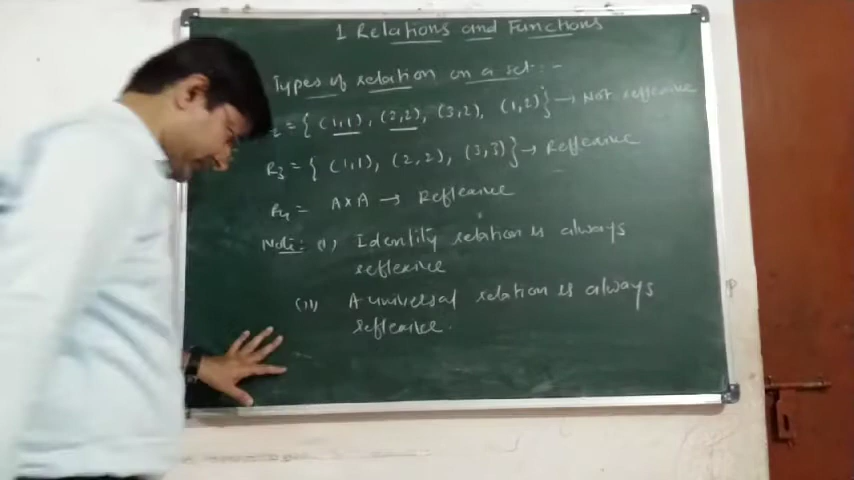 1 Relations and Functions
Types of relation on a set :-
= { (1,1), (2,2), (3,2), (1,2)} → Not reflexive
R3 = { (1,1), (2,2), (3,3)} → Reflexive
R4 = A×A → Reflexive
Note: (i) Identity relation is always
reflexive
(ii) A universal relation is always
reflexive.